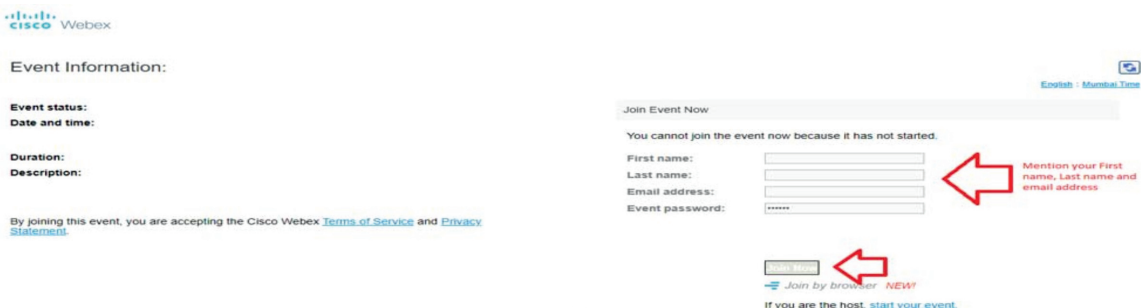 CISCO Webex
Event Information:
English : Mumbai Time
Event status:
Date and time:
Duration:
Description:
By joining this event, you are accepting the Cisco Webex Terms of Service and Privacy
Statement.
Join Event Now
You cannot join the event now because it has not started.
First name:
Last name:
Email address:
Event password:
••••••
Mention your First
name, Last name and
email address
Join Now
Join by browser NEW!
If you are the host, start your event.